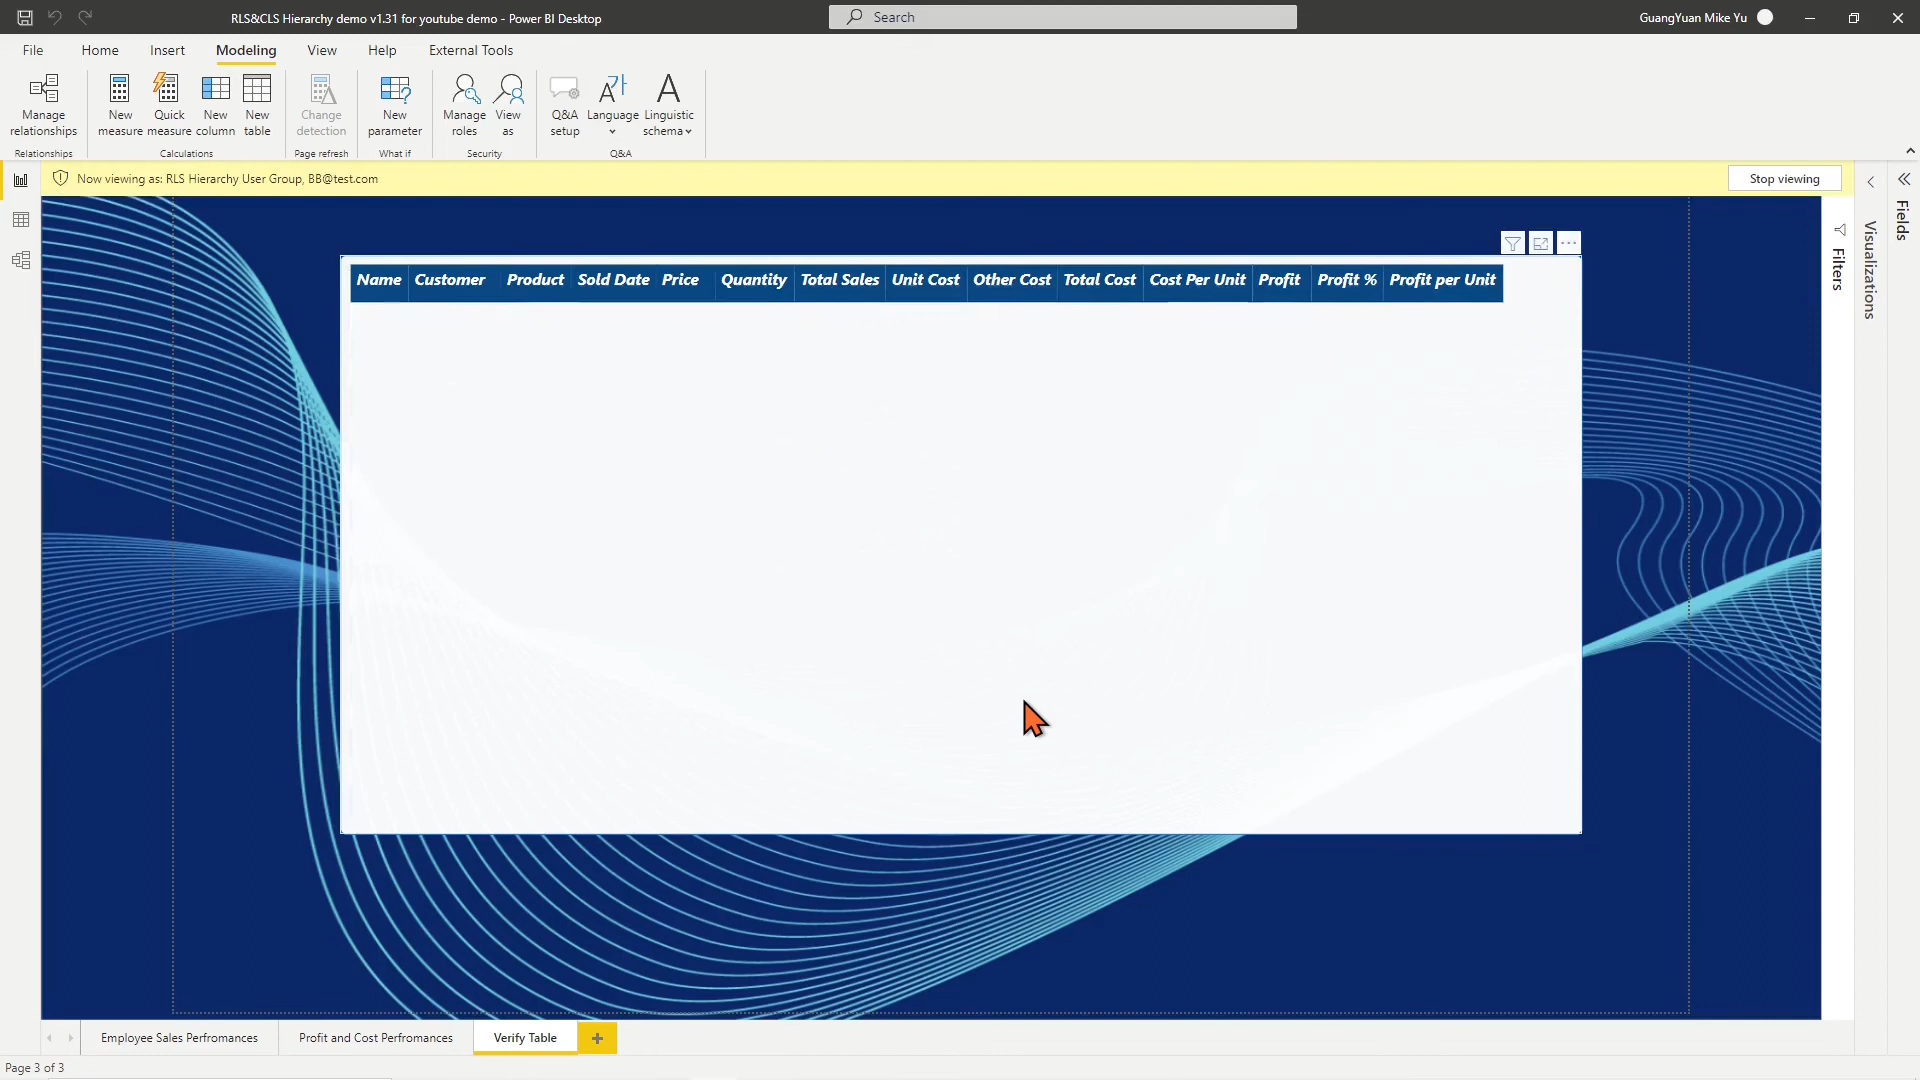 RLS&CLS Hierarchy demo v1.31 for youtube demo - Power BI Desktop
Search
GuangYuan Mike Yu
File Home Insert Modeling View Help External Tools
Manage relationships
New measure
Quick measure
New column
New table
Change detection
New parameter
Manage roles
View as
Q&A setup
Language
Linguistic schema
Relationships
Calculations
Page refresh
What if
Security
Q&A
Now viewing as: RLS Hierarchy User Group, BB@test.com
Stop viewing
Name Customer Product Sold Date Price Quantity Total Sales Unit Cost Other Cost Total Cost Cost Per Unit Profit Profit % Profit per Unit
Filters
Visualizations
Fields
Employee Sales Perfromances
Profit and Cost Perfromances
Verify Table
Page 3 of 3